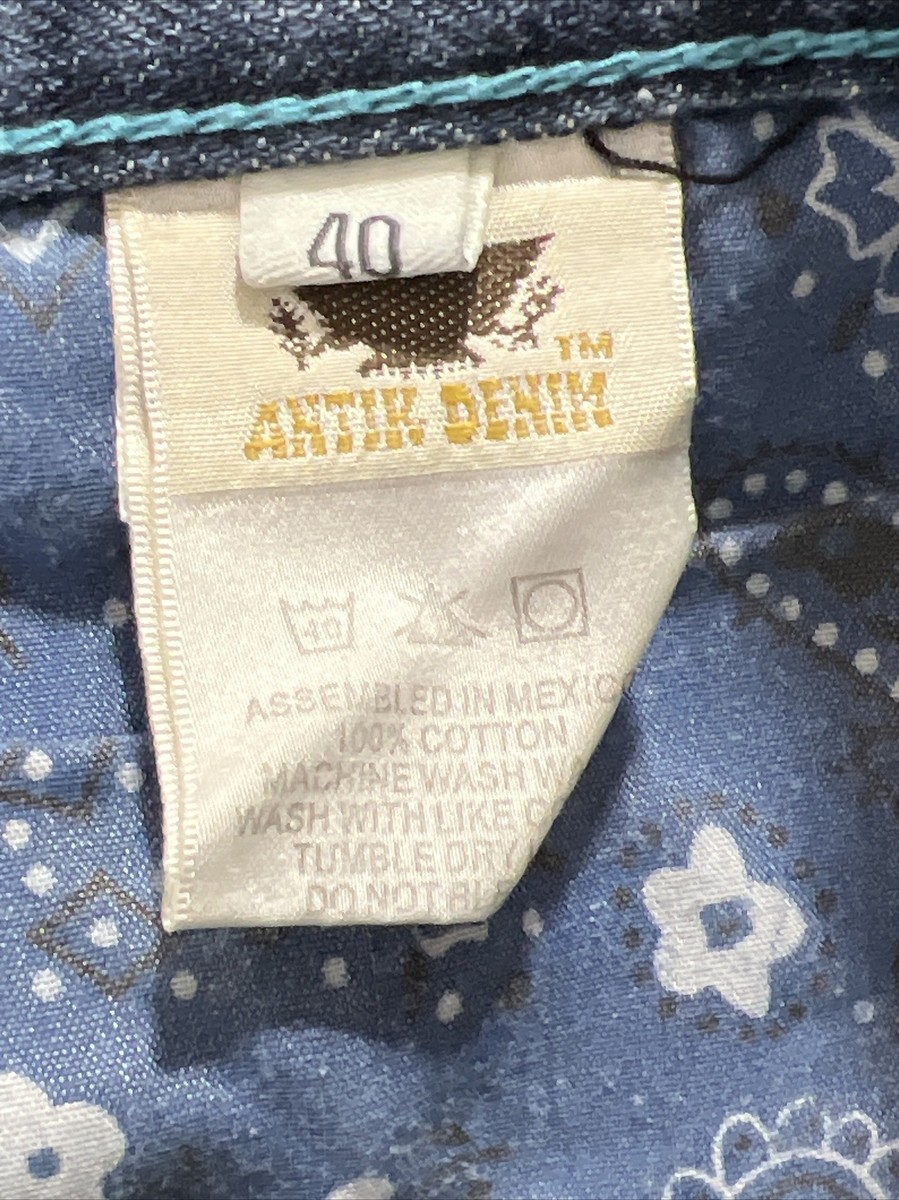 40
TM
ANTIK DENIM
40
ASSEMBLED IN MEXIC
100% COTTON
MACHINE WASH W
WASH WITH LIKE C
TUMBLE DRY
DO NOT BLE